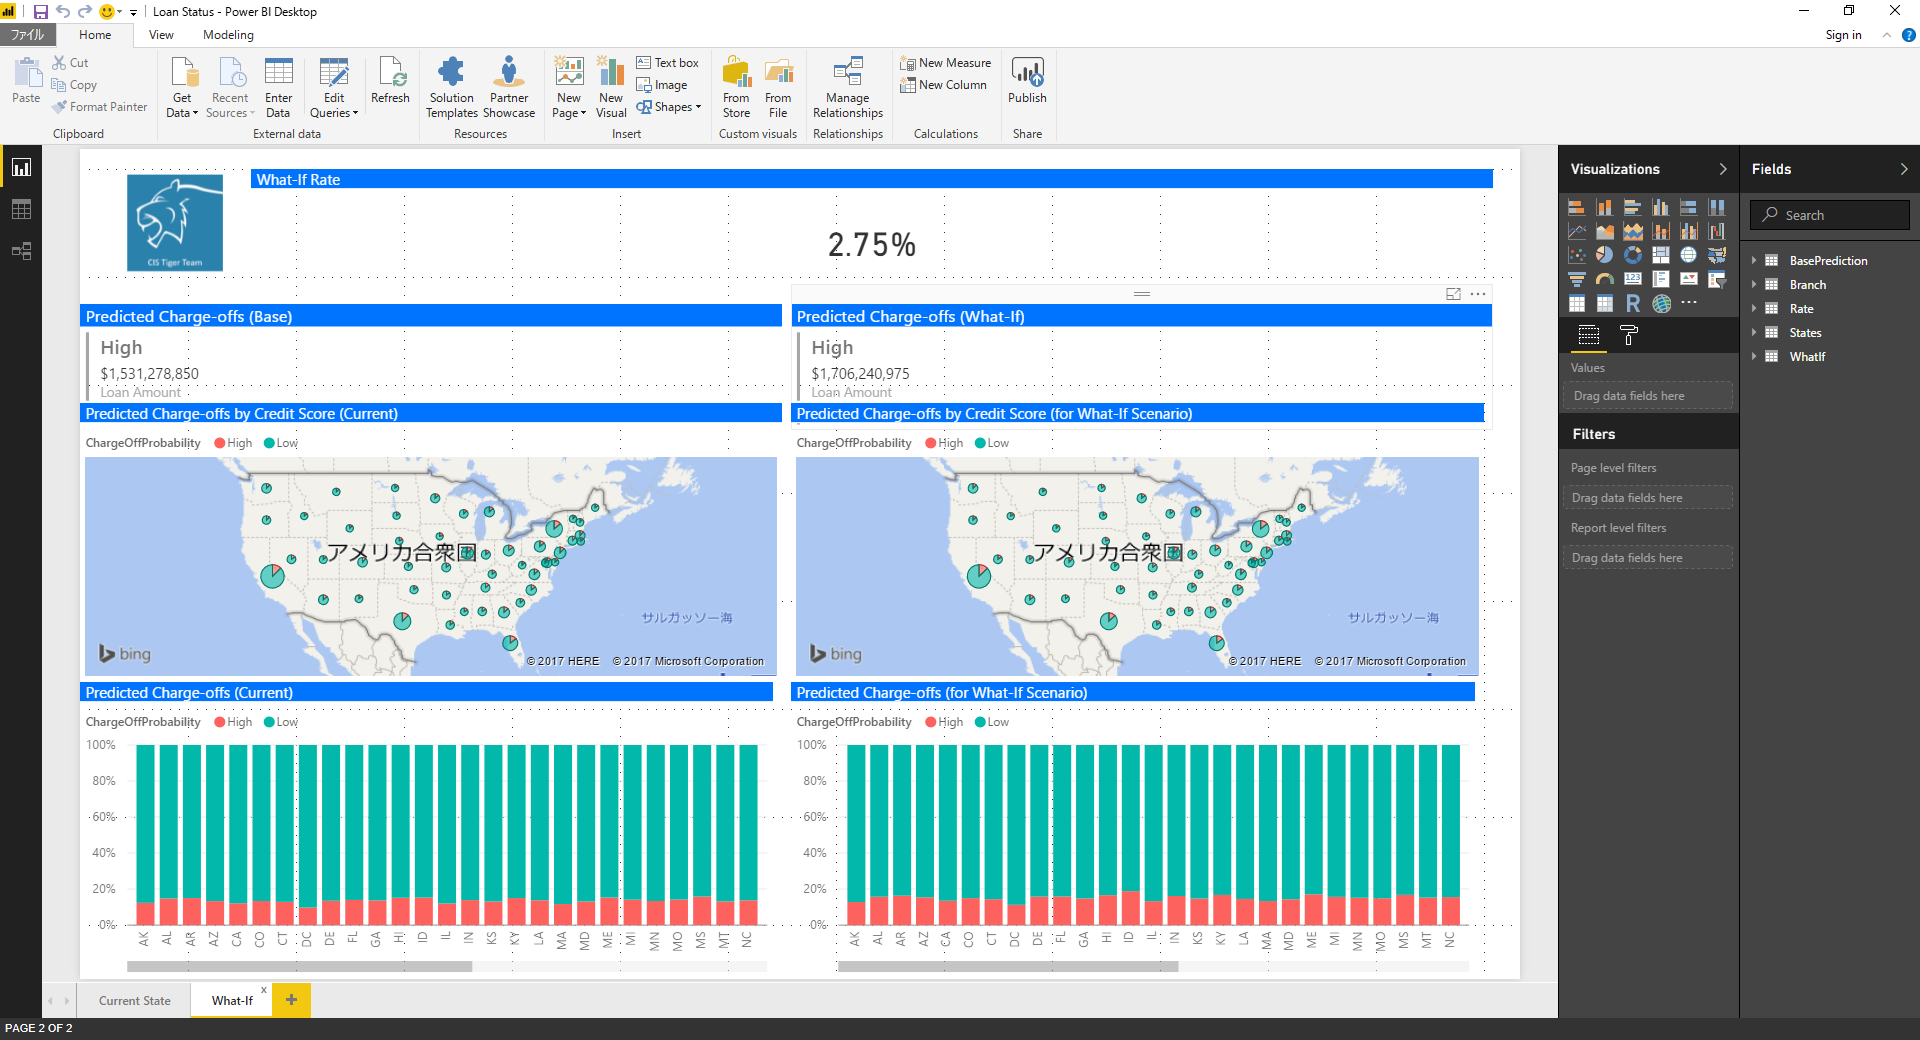 Loan Status - Power BI Desktop
ファイル Home View Modeling Sign in
Paste Cut Copy Format Painter
Clipboard
Get Data Recent Sources Enter Data Edit Queries Refresh
External data
Solution Templates Partner Showcase
Resources
New Page New Visual Text box Image Shapes
Insert
From Store From File
Custom visuals
Manage Relationships
Relationships
New Measure New Column
Calculations
Publish
Share
CIS Tiger Team
What-If Rate
2.75%
Predicted Charge-offs (Base)
High
$1,531,278,850
Loan Amount
Predicted Charge-offs (What-If)
High
$1,706,240,975
Loan Amount
Predicted Charge-offs by Credit Score (Current)
ChargeOffProbability High Low
アメリカ合衆国
サルガッソー海
bing
© 2017 HERE © 2017 Microsoft Corporation
Predicted Charge-offs by Credit Score (for What-If Scenario)
ChargeOffProbability High Low
アメリカ合衆国
サルガッソー海
bing
© 2017 HERE © 2017 Microsoft Corporation
Predicted Charge-offs (Current)
ChargeOffProbability High Low
100%
80%
60%
40%
20%
0%
AK AL AR AZ CA CO CT DC DE FL GA HI ID IL IN KS KY LA MA MD ME MI MN MO MS MT NC
Predicted Charge-offs (for What-If Scenario)
ChargeOffProbability High Low
100%
80%
60%
40%
20%
0%
AK AL AR AZ CA CO CT DC DE FL GA HI ID IL IN KS KY LA MA MD ME MI MN MO MS MT NC
Visualizations
R
123
Values
Drag data fields here
Filters
Page level filters
Drag data fields here
Report level filters
Drag data fields here
Fields
Search
BasePrediction
Branch
Rate
States
WhatIf
Current State What-If x +
PAGE 2 OF 2